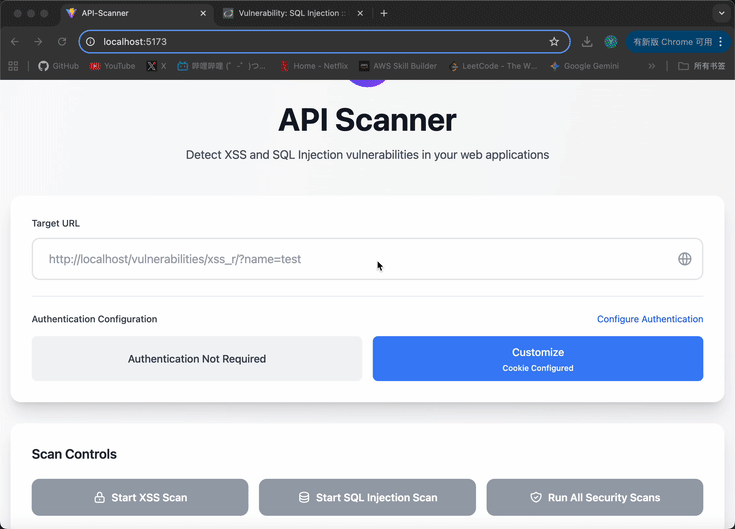 API-Scanner
Vulnerability: SQL Injection ::
localhost:5173
有新版 Chrome 可用
GitHub
YouTube
X
哔哩哔哩 (゜-゜)つ...
Home - Netflix
AWS Skill Builder
LeetCode - The W...
Google Gemini
所有书签
API Scanner
Detect XSS and SQL Injection vulnerabilities in your web applications
Target URL
http://localhost/vulnerabilities/xss_r/?name=test
Authentication Configuration
Configure Authentication
Authentication Not Required
Customize
Cookie Configured
Scan Controls
Start XSS Scan
Start SQL Injection Scan
Run All Security Scans